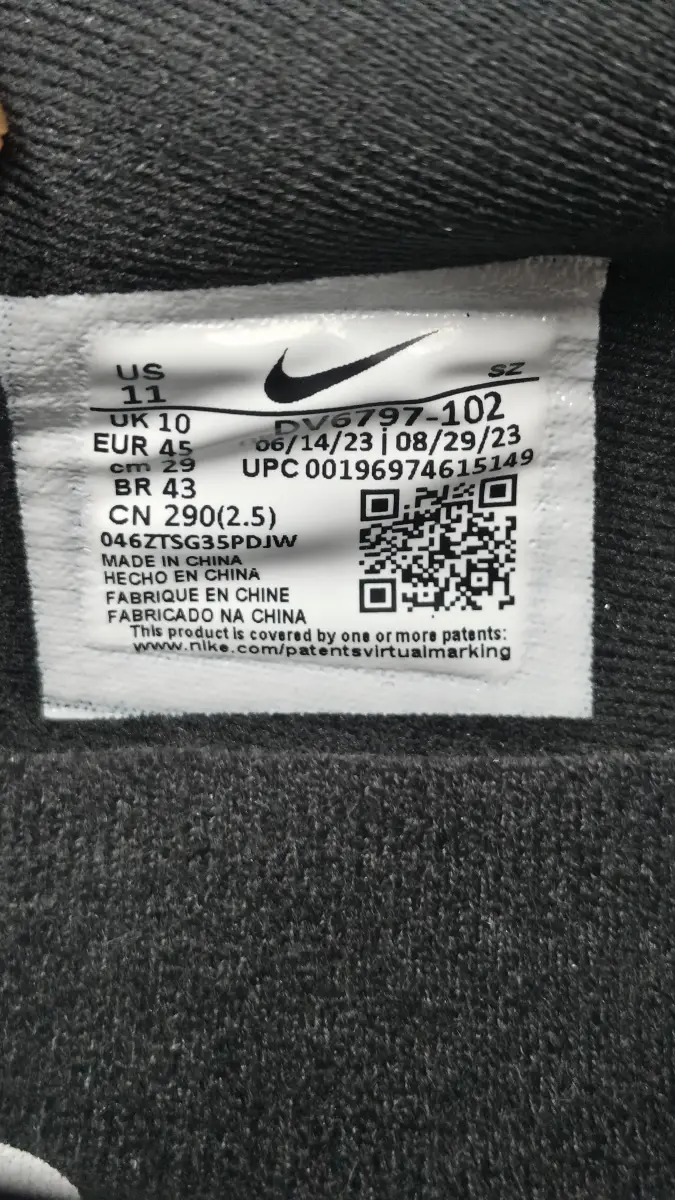 US
11
SZ
UK 10
DV6797-102
EUR 45
06/14/23 | 08/29/23
cm 29
UPC 00196974615149
BR 43
CN 290(2.5)
046ZTSG35PDJW
MADE IN CHINA
HECHO EN CHINA
FABRIQUE EN CHINE
FABRICADO NA CHINA
This product is covered by one or more patents:
www.nike.com/patentsvirtualmarking